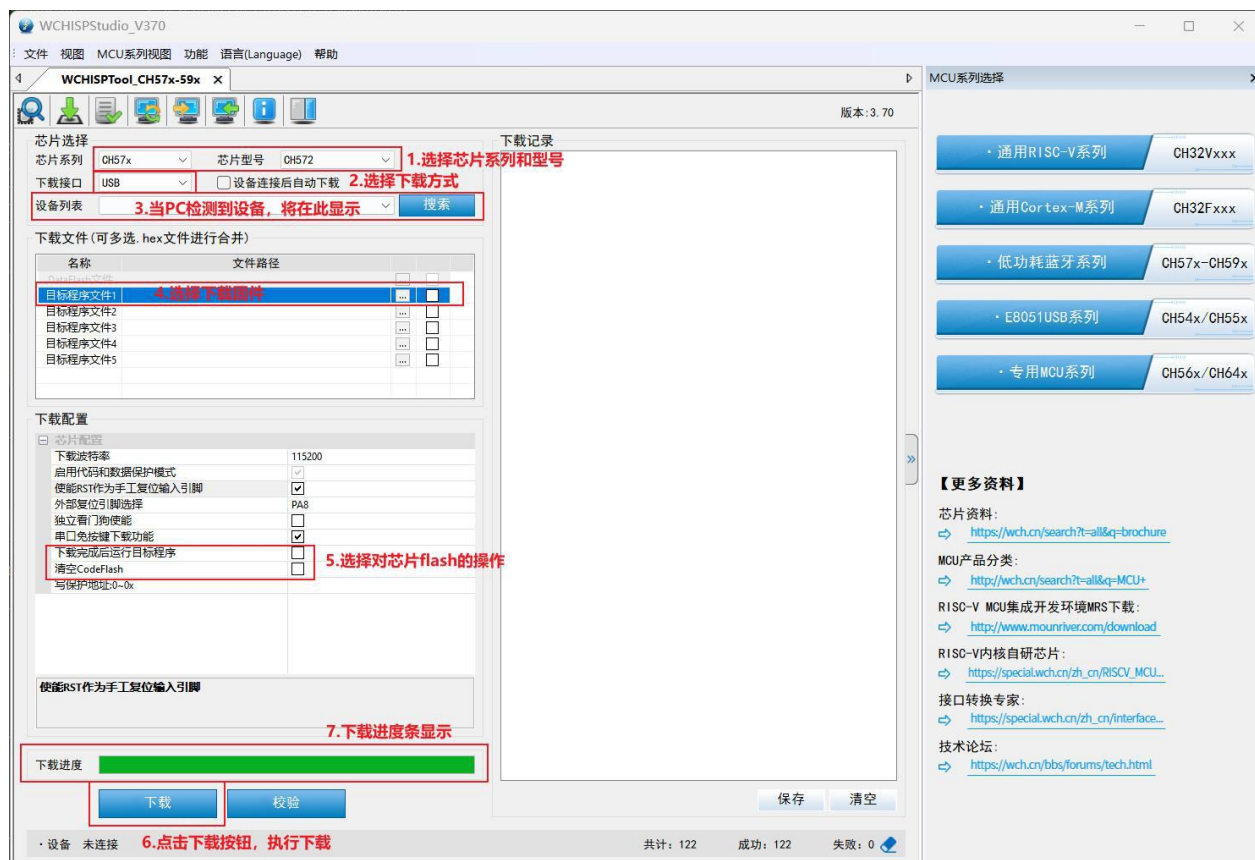 WCHISPStudio_V370
文件 视图 MCU系列视图 功能 语言(Language) 帮助
WCHISPTool_CH57x-59x X
MCU系列选择
版本:3.70
芯片选择
芯片系列 CH57x 芯片型号 CH572 1.选择芯片系列和型号
下载接口 USB 设备连接后自动下载 2.选择下载方式
设备列表 3.当PC检测到设备，将在此显示 搜索
下载文件(可多选.hex文件进行合并)
名称 文件路径
DataFlash文件 ...
目标程序文件1 4.选择下载固件 ...
目标程序文件2 ...
目标程序文件3 ...
目标程序文件4 ...
目标程序文件5 ...
下载配置
芯片配置
下载波特率 115200
启用代码和数据保护模式
使能RST作为手工复位输入引脚
外部复位引脚选择 PA8
独立看门狗使能
串口免按键下载功能
下载完成后运行目标程序
清空CodeFlash
5.选择对芯片flash的操作
写保护地址:0~0x
使能RST作为手工复位输入引脚
7.下载进度条显示
下载进度
下载 校验
6.点击下载按钮，执行下载
·设备 未连接
下载记录
保存 清空
共计: 122 成功: 122 失败: 0
·通用RISC-V系列 CH32Vxxx
·通用Cortex-M系列 CH32Fxxx
·低功耗蓝牙系列 CH57x-CH59x
·E8051USB系列 CH54x/CH55x
·专用MCU系列 CH56x/CH64x
»
【更多资料】
芯片资料:
https://wch.cn/search?t=all&q=brochure
MCU产品分类:
http://wch.cn/search?t=all&q=MCU+
RISC-V MCU集成开发环境MRS下载:
http://www.mounriver.com/download
RISC-V内核自研芯片:
https://special.wch.cn/zh_cn/RISCV_MCU...
接口转换专家:
https://special.wch.cn/zh_cn/interface...
技术论坛:
https://wch.cn/bbs/forums/tech.html